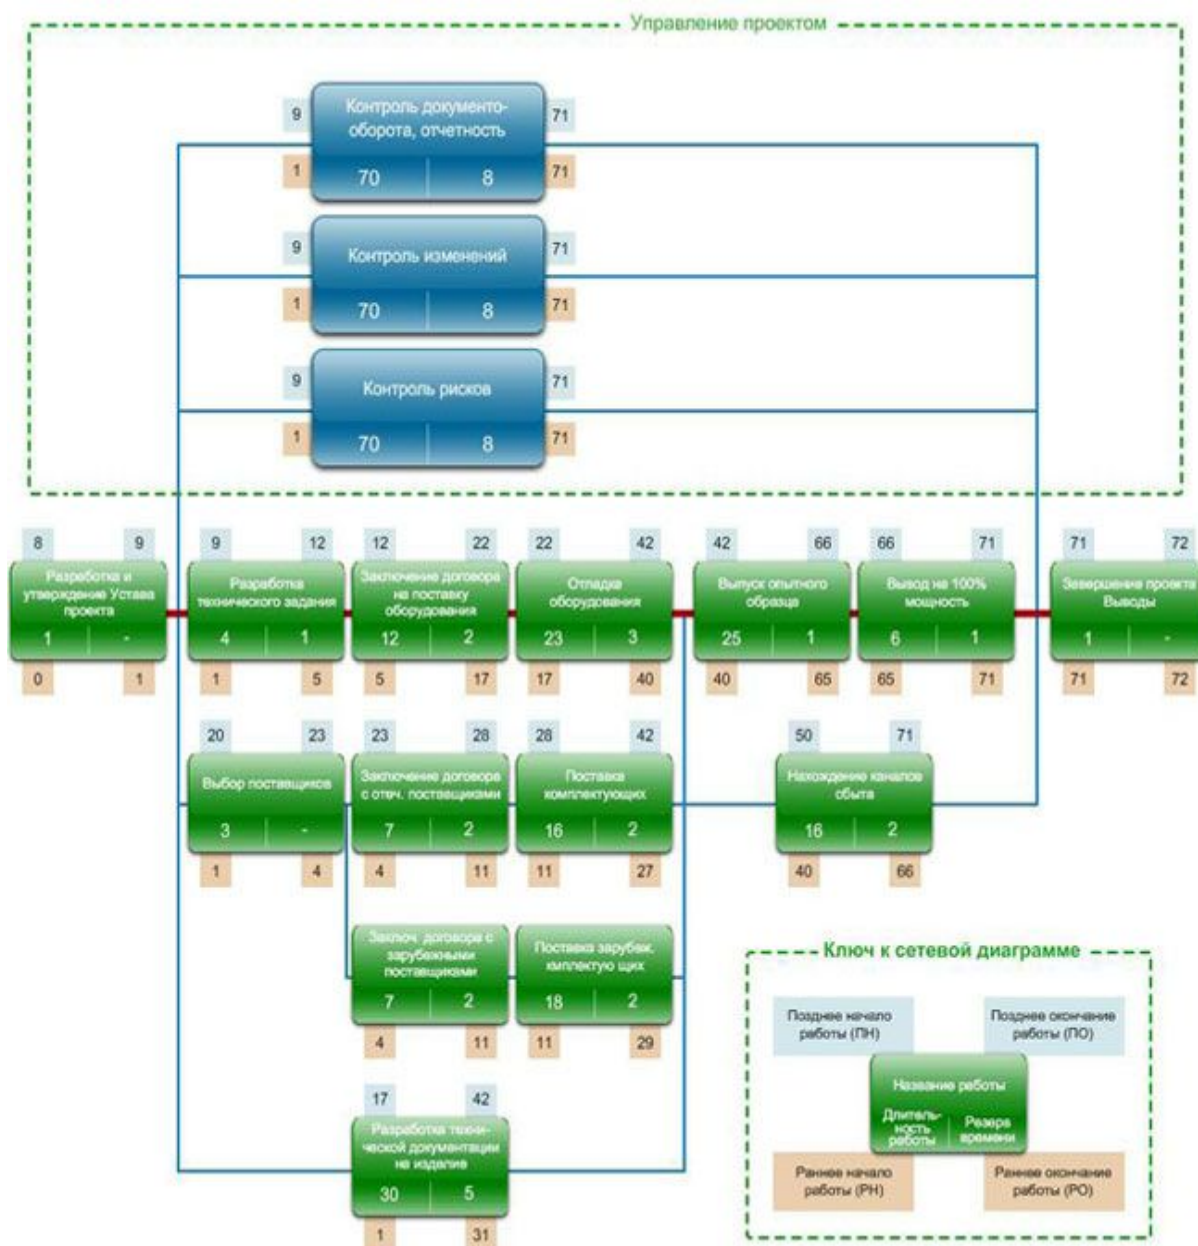 Управление проектом
9
Контроль документо-
оборота, отчетность
71
1
70
8
71
9
Контроль изменений
71
1
70
8
71
9
Контроль рисков
71
1
70
8
71
8
9
9
12
12
22
22
42
42
66
66
71
71
72
Разработка и
утверждение Устава
проекта
Разработка
технического задания
Заключение договора
на поставку
оборудования
Отладка
оборудования
Выпуск опытного
образца
Вывод на 100%
мощность
Завершение проекта
Выводы
1
-
4
1
12
2
23
3
25
1
6
1
1
-
0
1
1
5
5
17
17
40
40
65
65
71
71
72
20
23
23
28
28
42
50
71
Выбор поставщиков
Заключение договора
с отеч. поставщиками
Поставка
комплектующих
Нахождение каналов
сбыта
3
-
7
2
16
2
16
2
1
4
4
11
11
27
40
66
Заключ. договора с
зарубежными
поставщиками
Поставка зарубеж.
кмплектую щих
7
2
18
2
4
11
11
29
17
42
Разработка техни-
ческой документации
на изделие
30
5
1
31
Ключ к сетевой диаграмме
Позднее начало
работы (ПН)
Позднее окончание
работы (ПО)
Название работы
Длитель-
ность
работы
Резерв
времени
Раннее начало
работы (РН)
Раннее окончание
работы (РО)